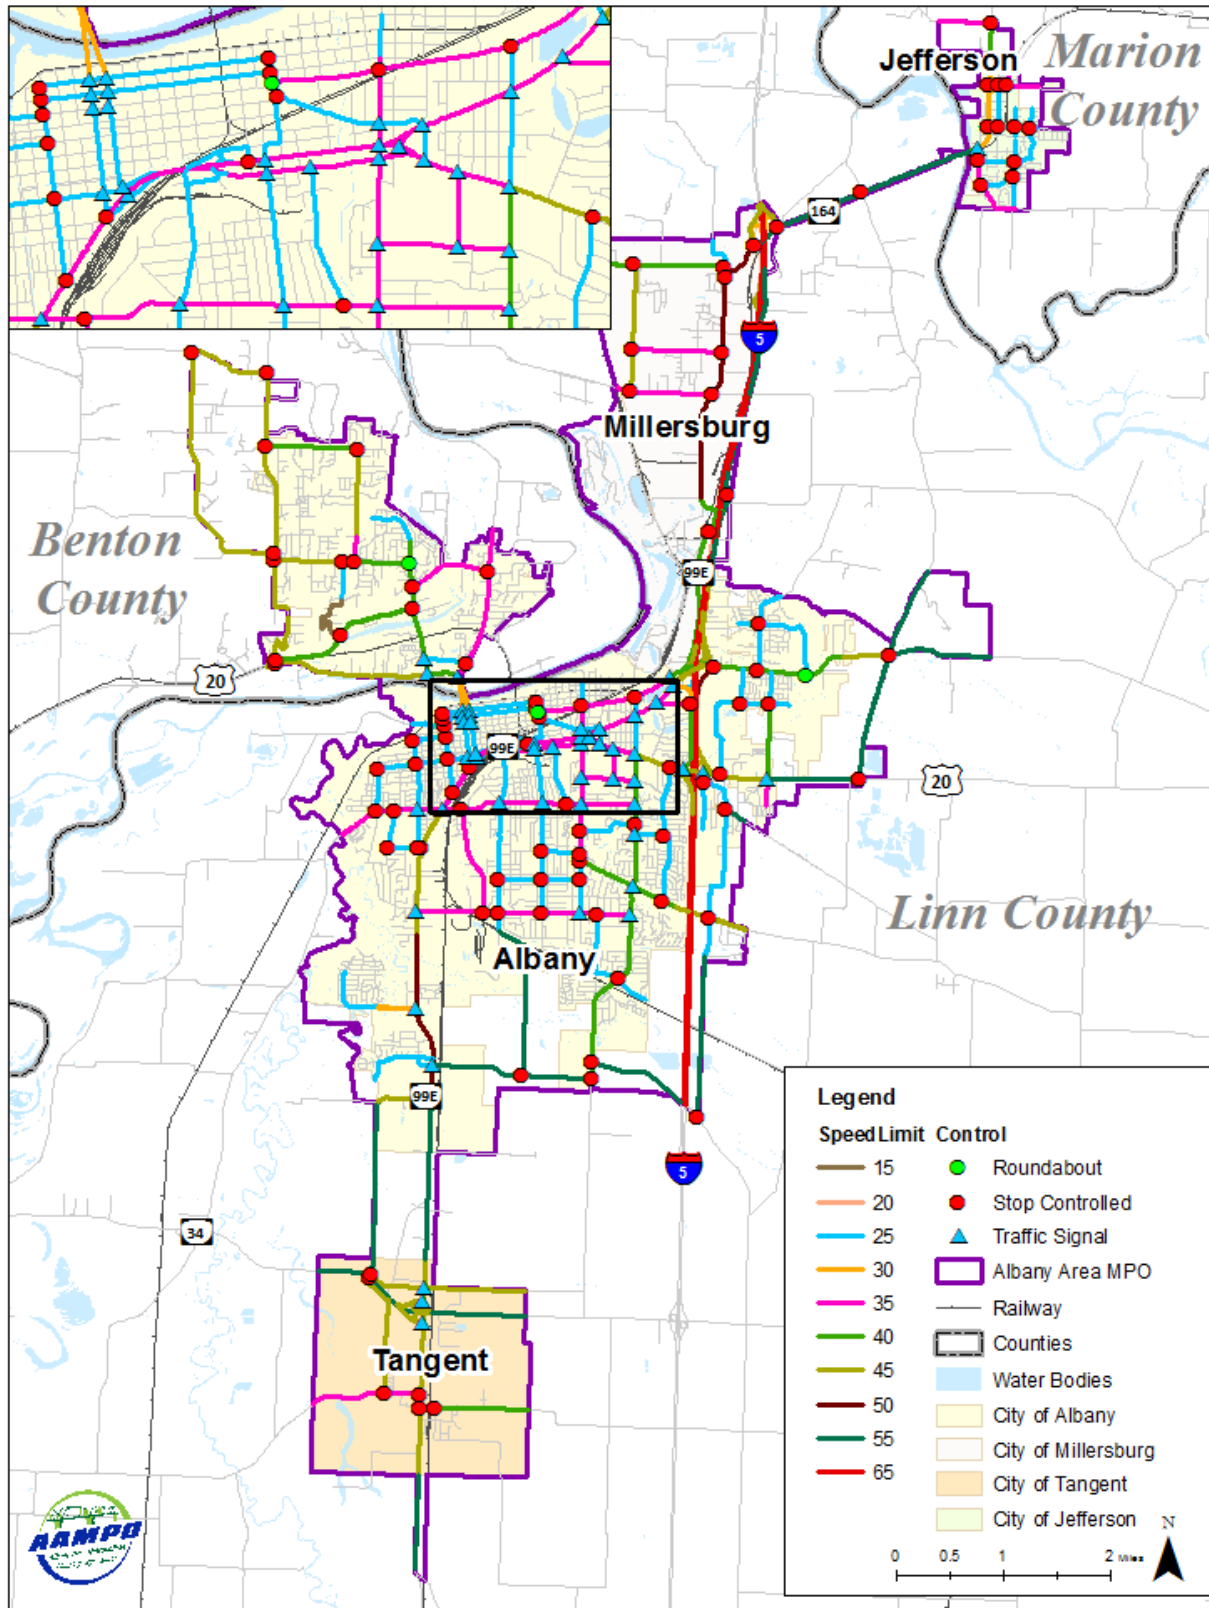 Jefferson
Marion
County
164
5
Millersburg
Benton
County
99E
20
99E
20
Linn County
Albany
99E
5
34
Tangent
AAMPO
Legend
Speed Limit Control
15 Roundabout
20 Stop Controlled
25 Traffic Signal
30 Albany Area MPO
35 Railway
40 Counties
45 Water Bodies
50 City of Albany
55 City of Millersburg
65 City of Tangent
City of Jefferson
N
0 0.5 1 2 Miles